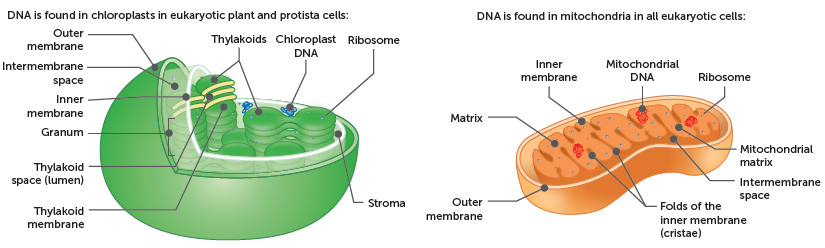 DNA is found in chloroplasts in eukaryotic plant and protista cells:
Outer
membrane
Intermembrane
space
Inner
membrane
Granum
Thylakoid
space (lumen)
Thylakoid
membrane
Thylakoids
Chloroplast
DNA
Ribosome
Stroma
DNA is found in mitochondria in all eukaryotic cells:
Inner
membrane
Mitochondrial
DNA
Ribosome
Matrix
Outer
membrane
Mitochondrial
matrix
Intermembrane
space
Folds of the
inner membrane
(cristae)